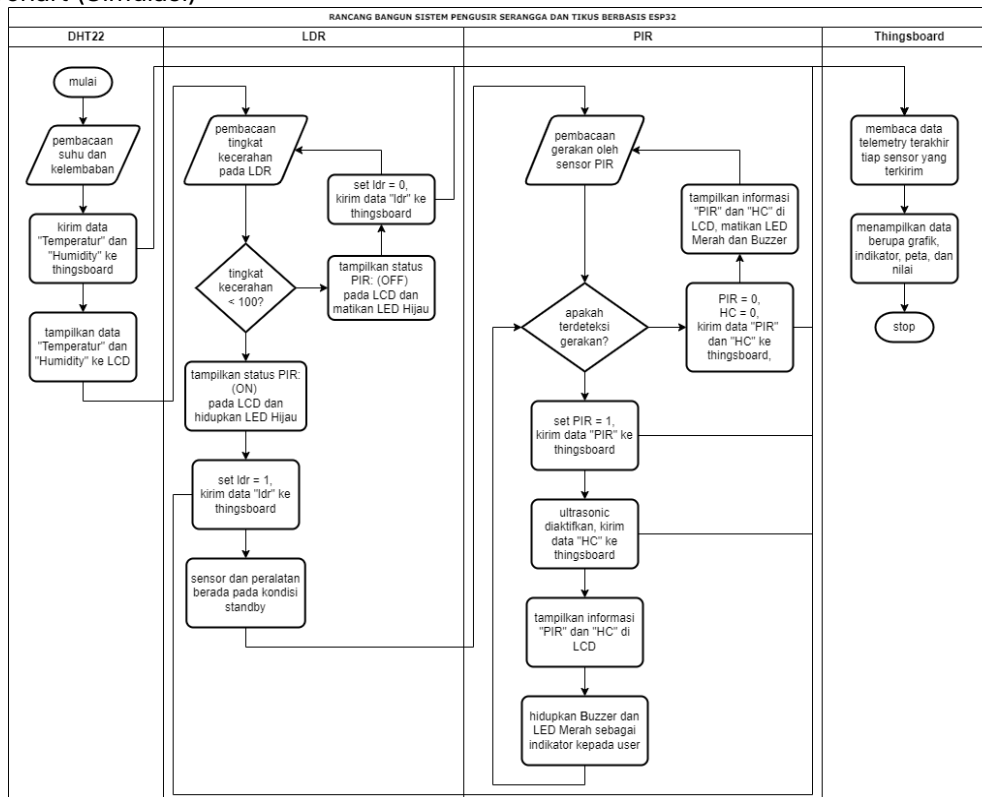 chart (Simulasi)
RANCANG BANGUN SISTEM PENGUSIR SERANGGA DAN TIKUS BERBASIS ESP32
DHT22
LDR
PIR
Thingsboard
mulai
pembacaan
suhu dan
kelembaban
kirim data
"Temperatur" dan
"Humidity" ke
thingsboard
tampilkan data
"Temperatur" dan
"Humidity" ke LCD
pembacaan
tingkat
kecerahan
pada LDR
set ldr = 0,
kirim data "ldr" ke
thingsboard
tingkat
kecerahan
< 100?
tampilkan status
PIR: (OFF)
pada LCD dan
matikan LED Hijau
tampilkan status PIR:
(ON)
pada LCD dan
hidupkan LED Hijau
set ldr = 1,
kirim data "ldr" ke
thingsboard
sensor dan peralatan
berada pada kondisi
standby
pembacaan
gerakan oleh
sensor PIR
tampilkan informasi
"PIR" dan "HC" di
LCD, matikan LED
Merah dan Buzzer
apakah
terdeteksi
gerakan?
PIR = 0,
HC = 0,
kirim data "PIR"
dan "HC" ke
thingsboard,
set PIR = 1,
kirim data "PIR" ke
thingsboard
ultrasonic
diaktifkan, kirim
data "HC" ke
thingsboard
tampilkan informasi
"PIR" dan "HC" di
LCD
hidupkan Buzzer dan
LED Merah sebagai
indikator kepada user
membaca data
telemetry terakhir
tiap sensor yang
terkirim
menampilkan data
berupa grafik,
indikator, peta, dan
nilai
stop